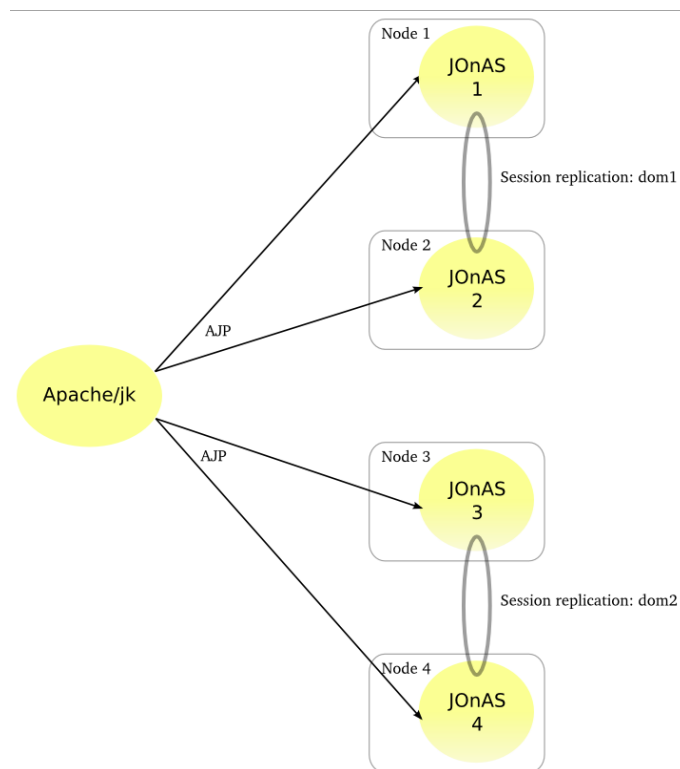 Node 1
JOnAS
1
Session replication: dom1
Node 2
JOnAS
2
AJP
Apache/jk
AJP
Node 3
JOnAS
3
Session replication: dom2
Node 4
JOnAS
4